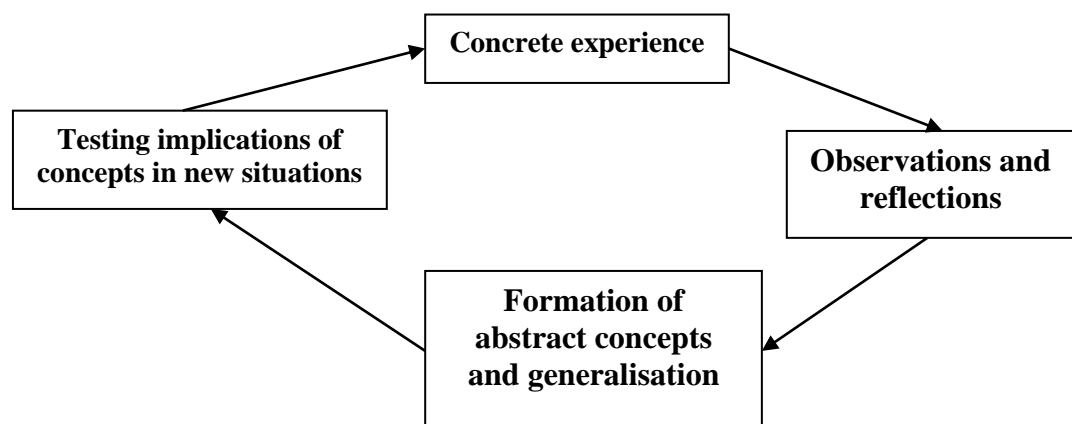 Concrete experience
Testing implications of
concepts in new situations
Observations and
reflections
Formation of
abstract concepts
and generalisation